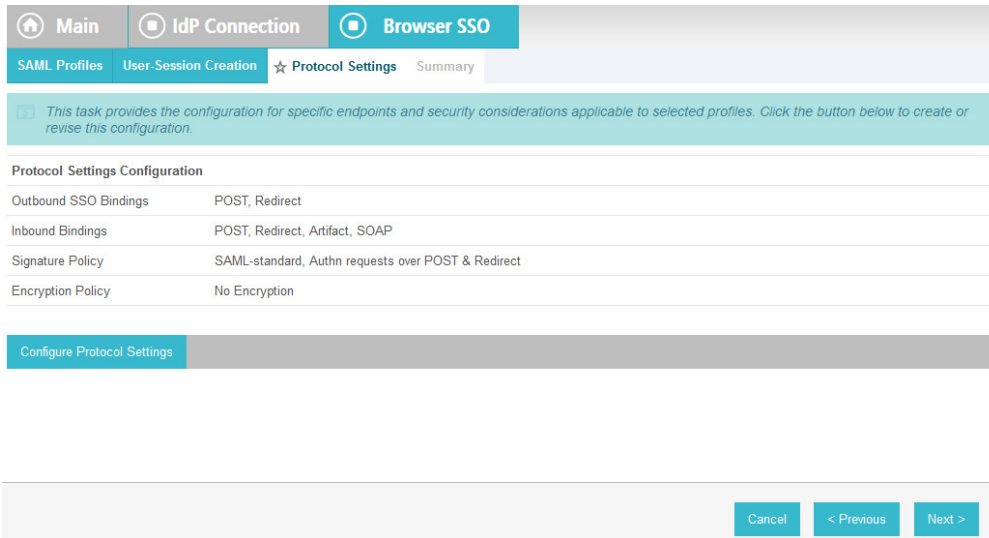 Main IdP Connection Browser SSO
SAML Profiles User-Session Creation Protocol Settings Summary
This task provides the configuration for specific endpoints and security considerations applicable to selected profiles. Click the button below to create or
revise this configuration.
Protocol Settings Configuration
Outbound SSO Bindings POST, Redirect
Inbound Bindings POST, Redirect, Artifact, SOAP
Signature Policy SAML-standard, Authn requests over POST & Redirect
Encryption Policy No Encryption
Configure Protocol Settings
Cancel < Previous Next >